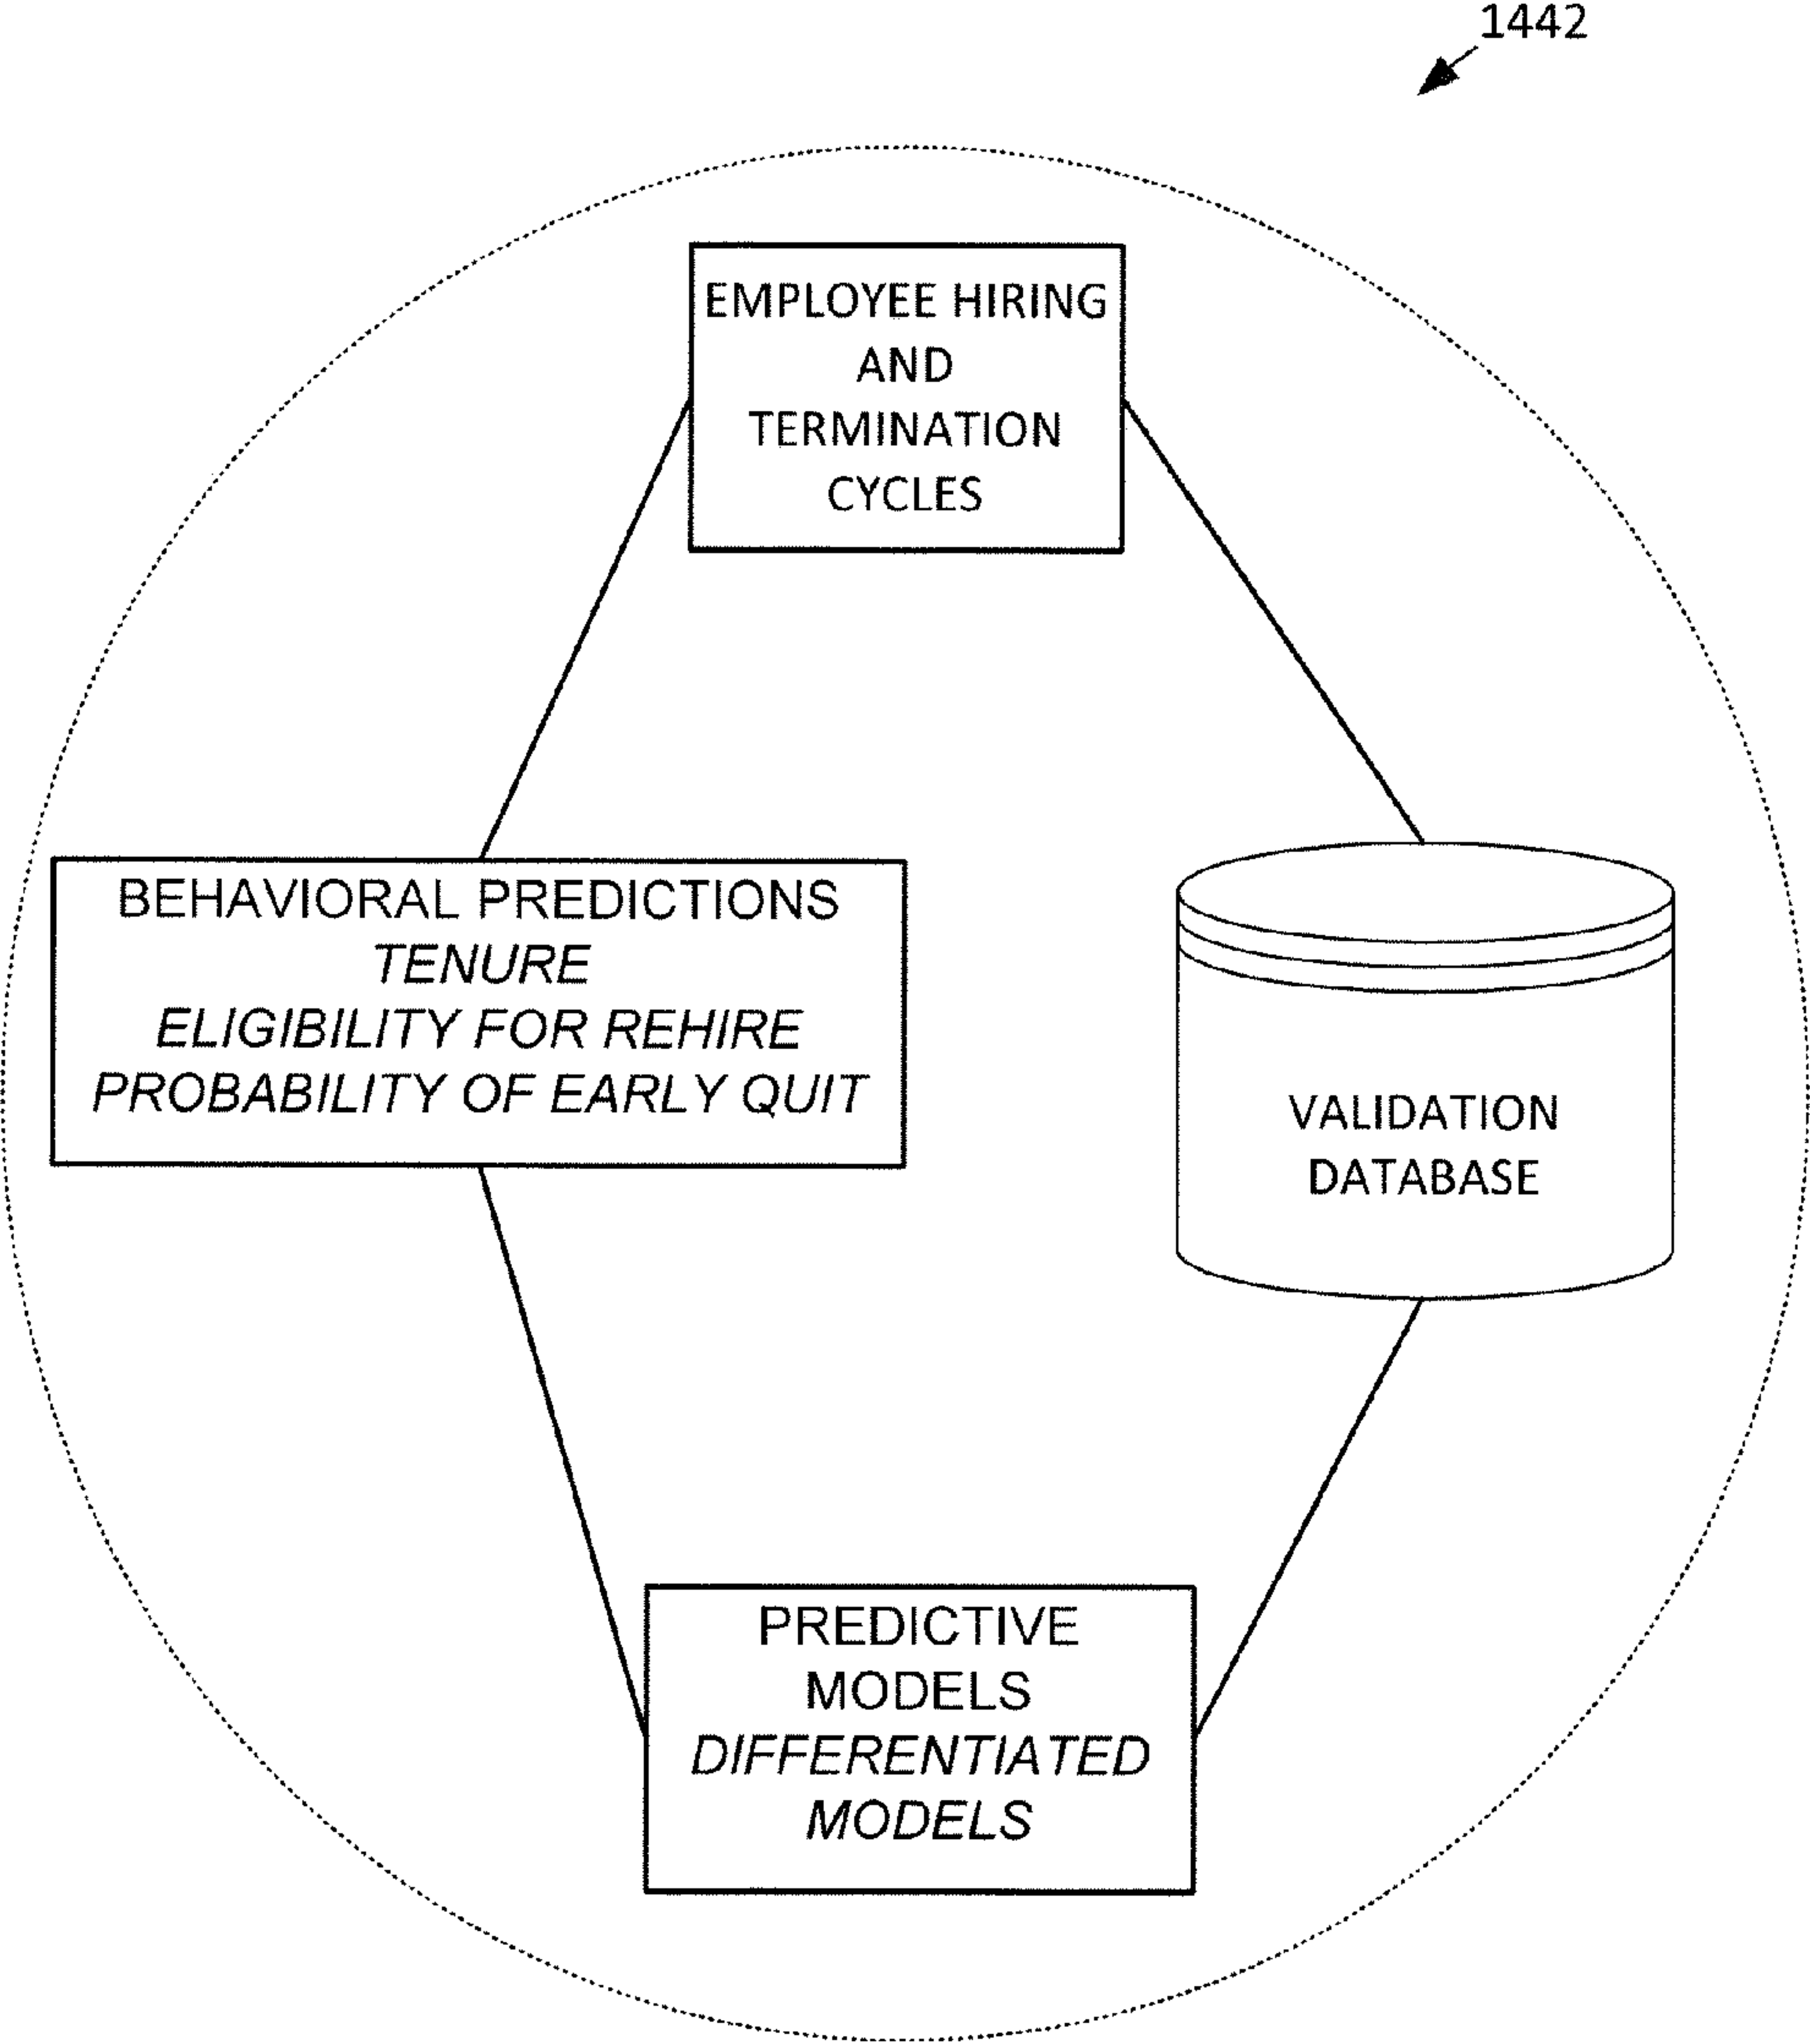 1442
EMPLOYEE HIRING
AND
TERMINATION
CYCLES
BEHAVIORAL PREDICTIONS
TENURE
ELIGIBILITY FOR REHIRE
PROBABILITY OF EARLY QUIT
VALIDATION
DATABASE
PREDICTIVE
MODELS
DIFFERENTIATED
MODELS